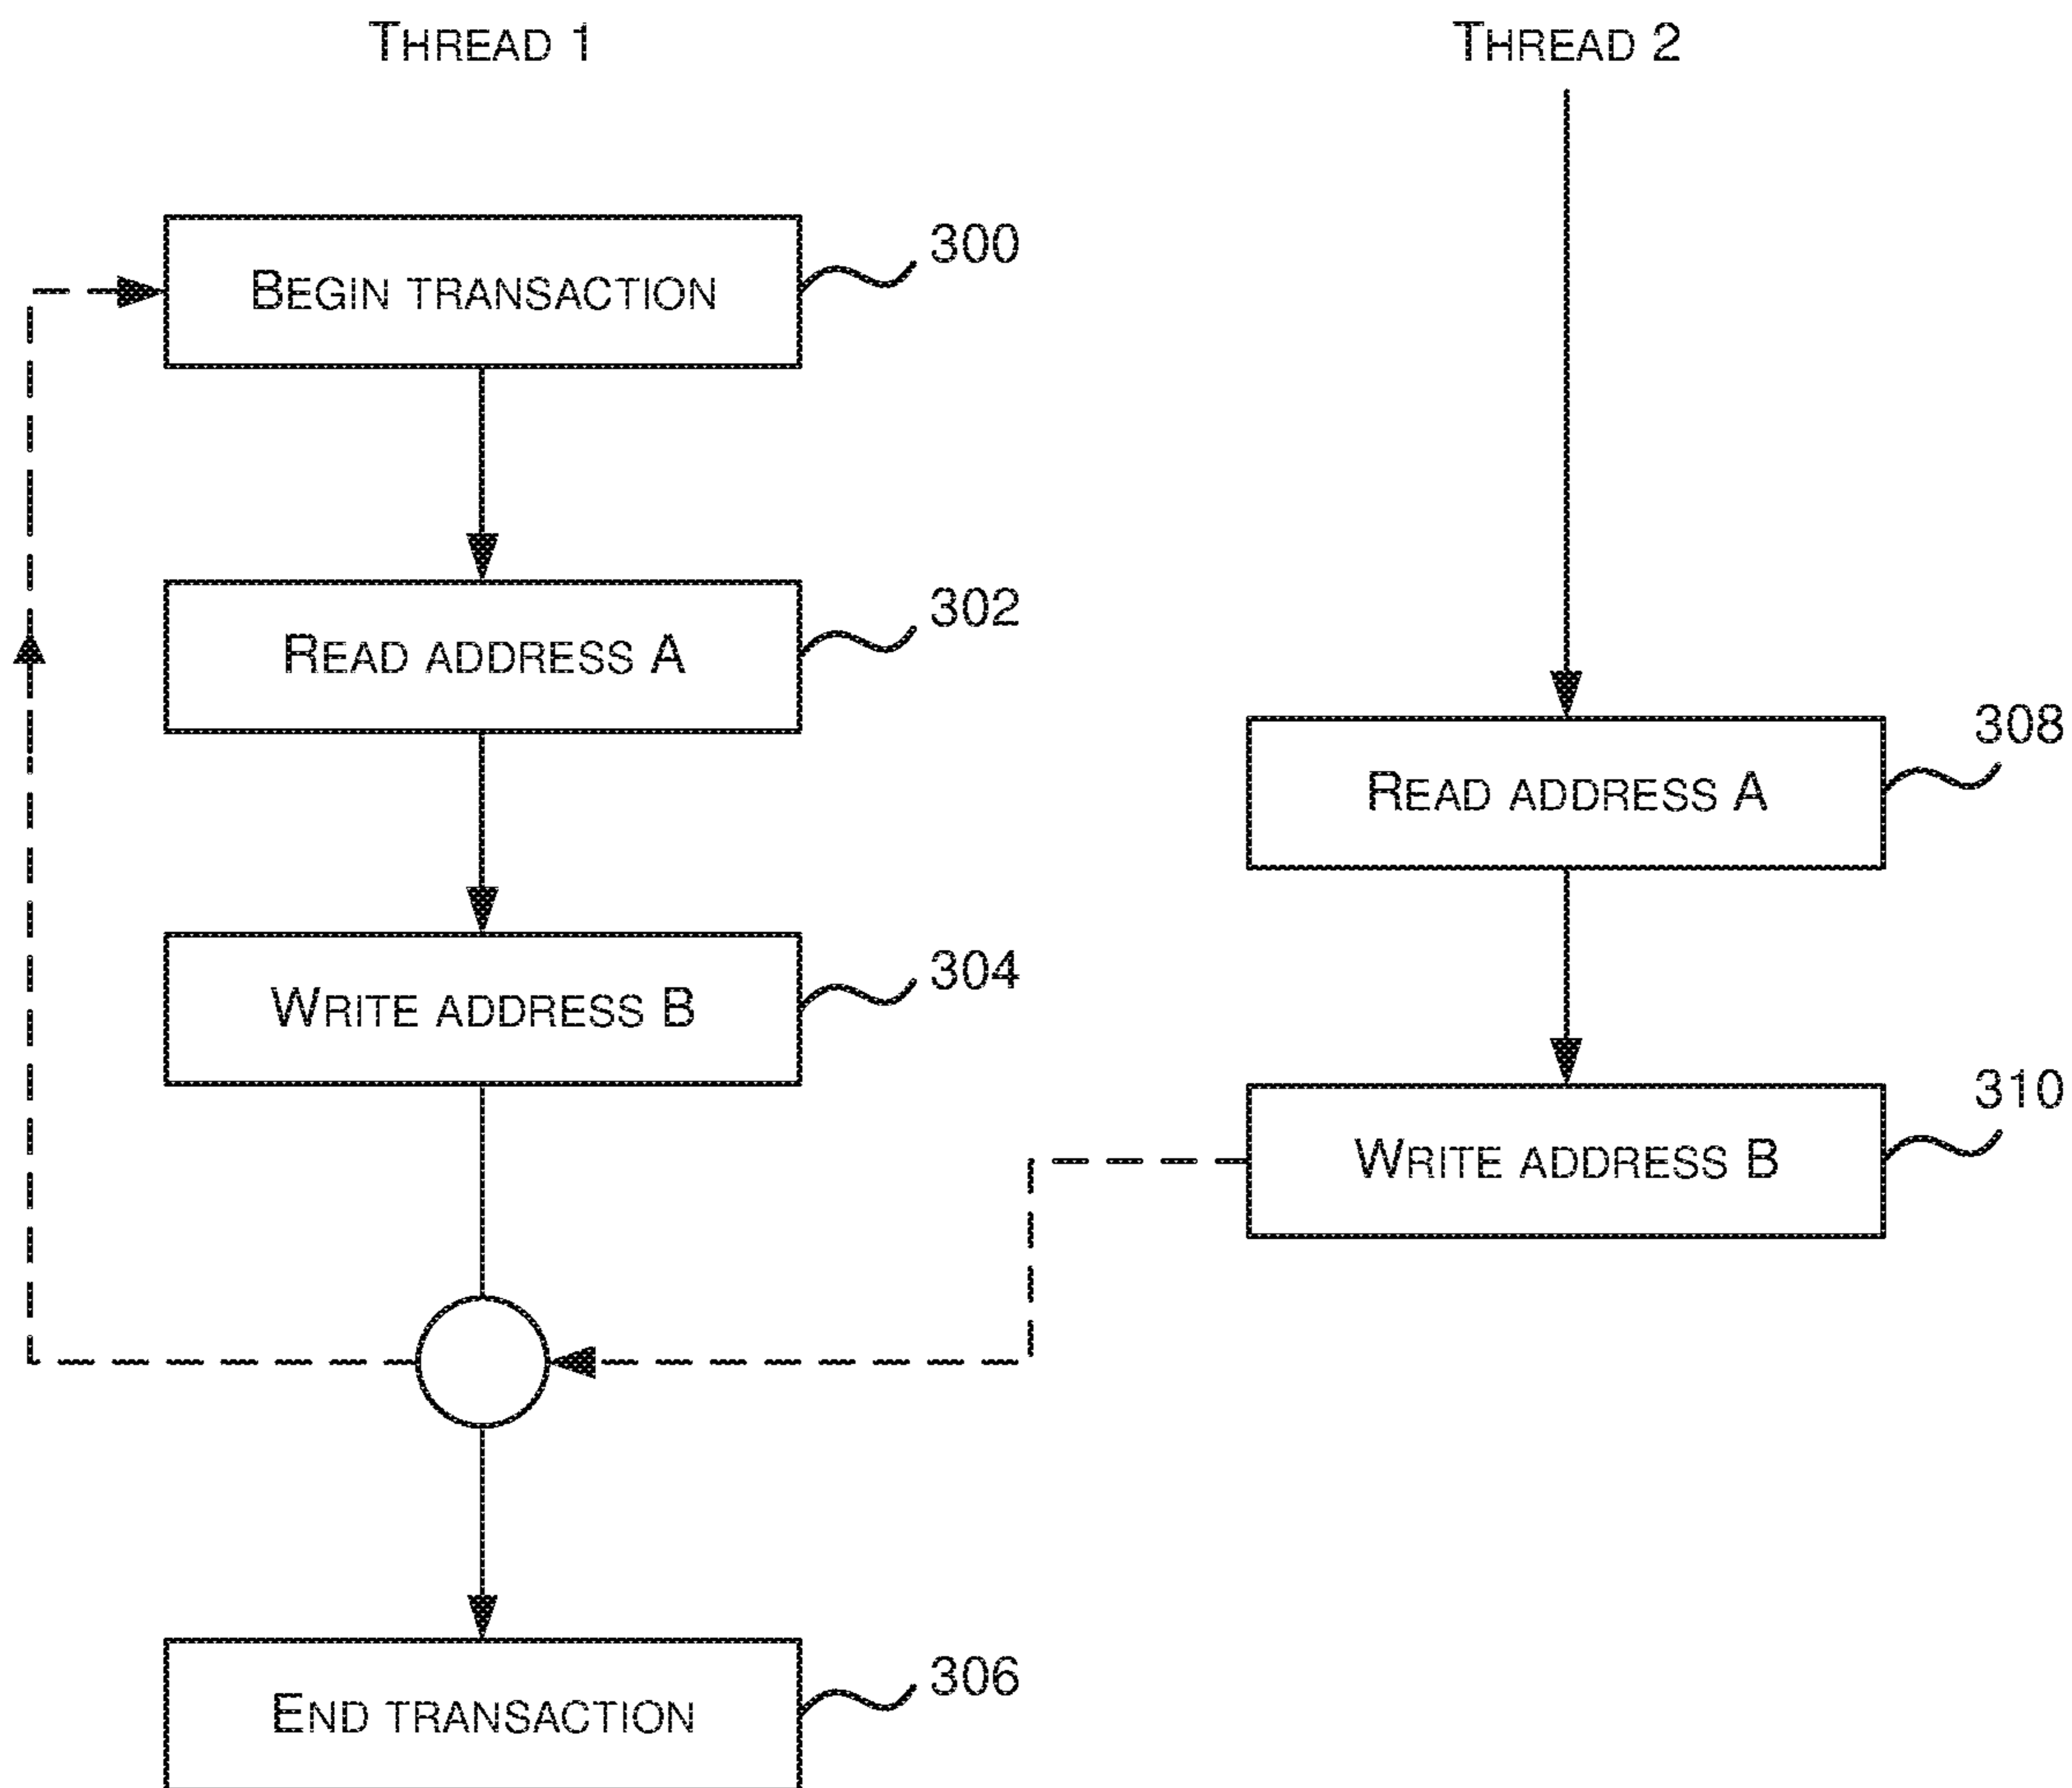 THREAD 1
THREAD 2
BEGIN TRANSACTION
300
READ ADDRESS A
302
WRITE ADDRESS B
304
END TRANSACTION
306
READ ADDRESS A
308
WRITE ADDRESS B
310